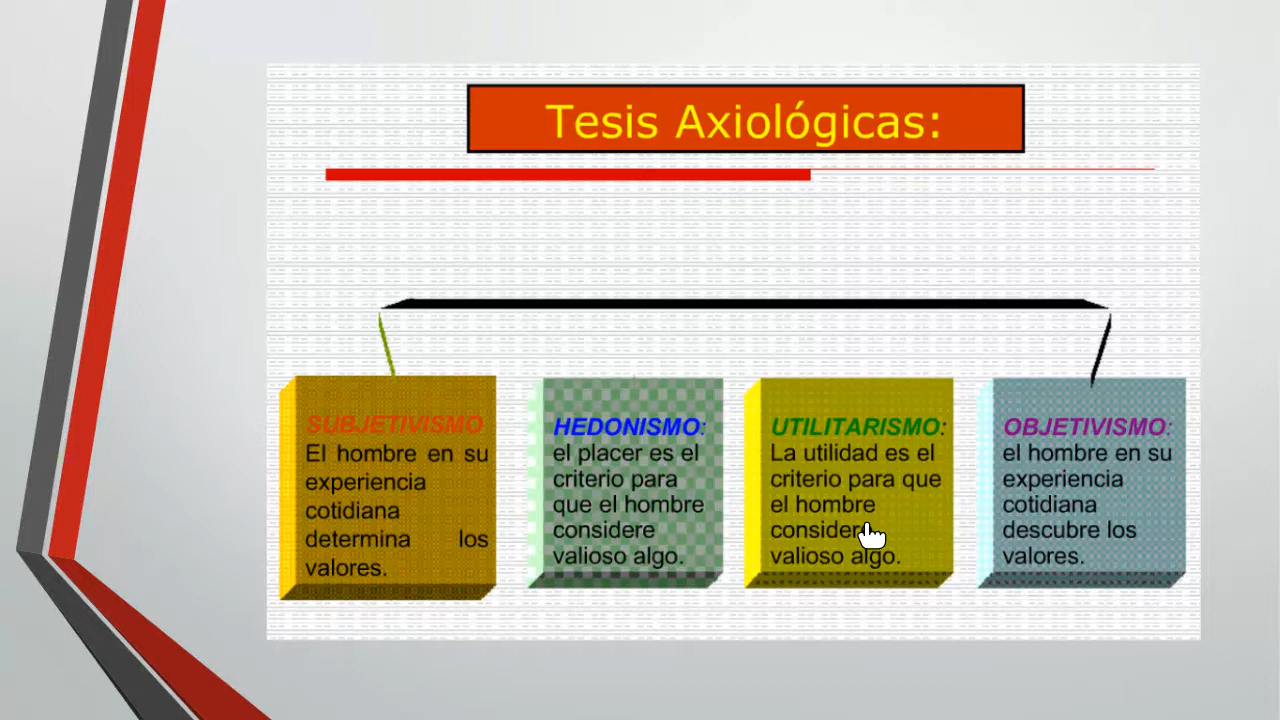 Tesis Axiológicas:
SUBJETIVISMO
El hombre en su
experiencia
cotidiana
determina los
valores.
HEDONISMO:
el placer es el
criterio para
que el hombre
considere
valioso algo.
UTILITARISMO:
La utilidad es el
criterio para que
el hombre
considere
valioso algo.
OBJETIVISMO:
el hombre en su
experiencia
cotidiana
descubre los
valores.